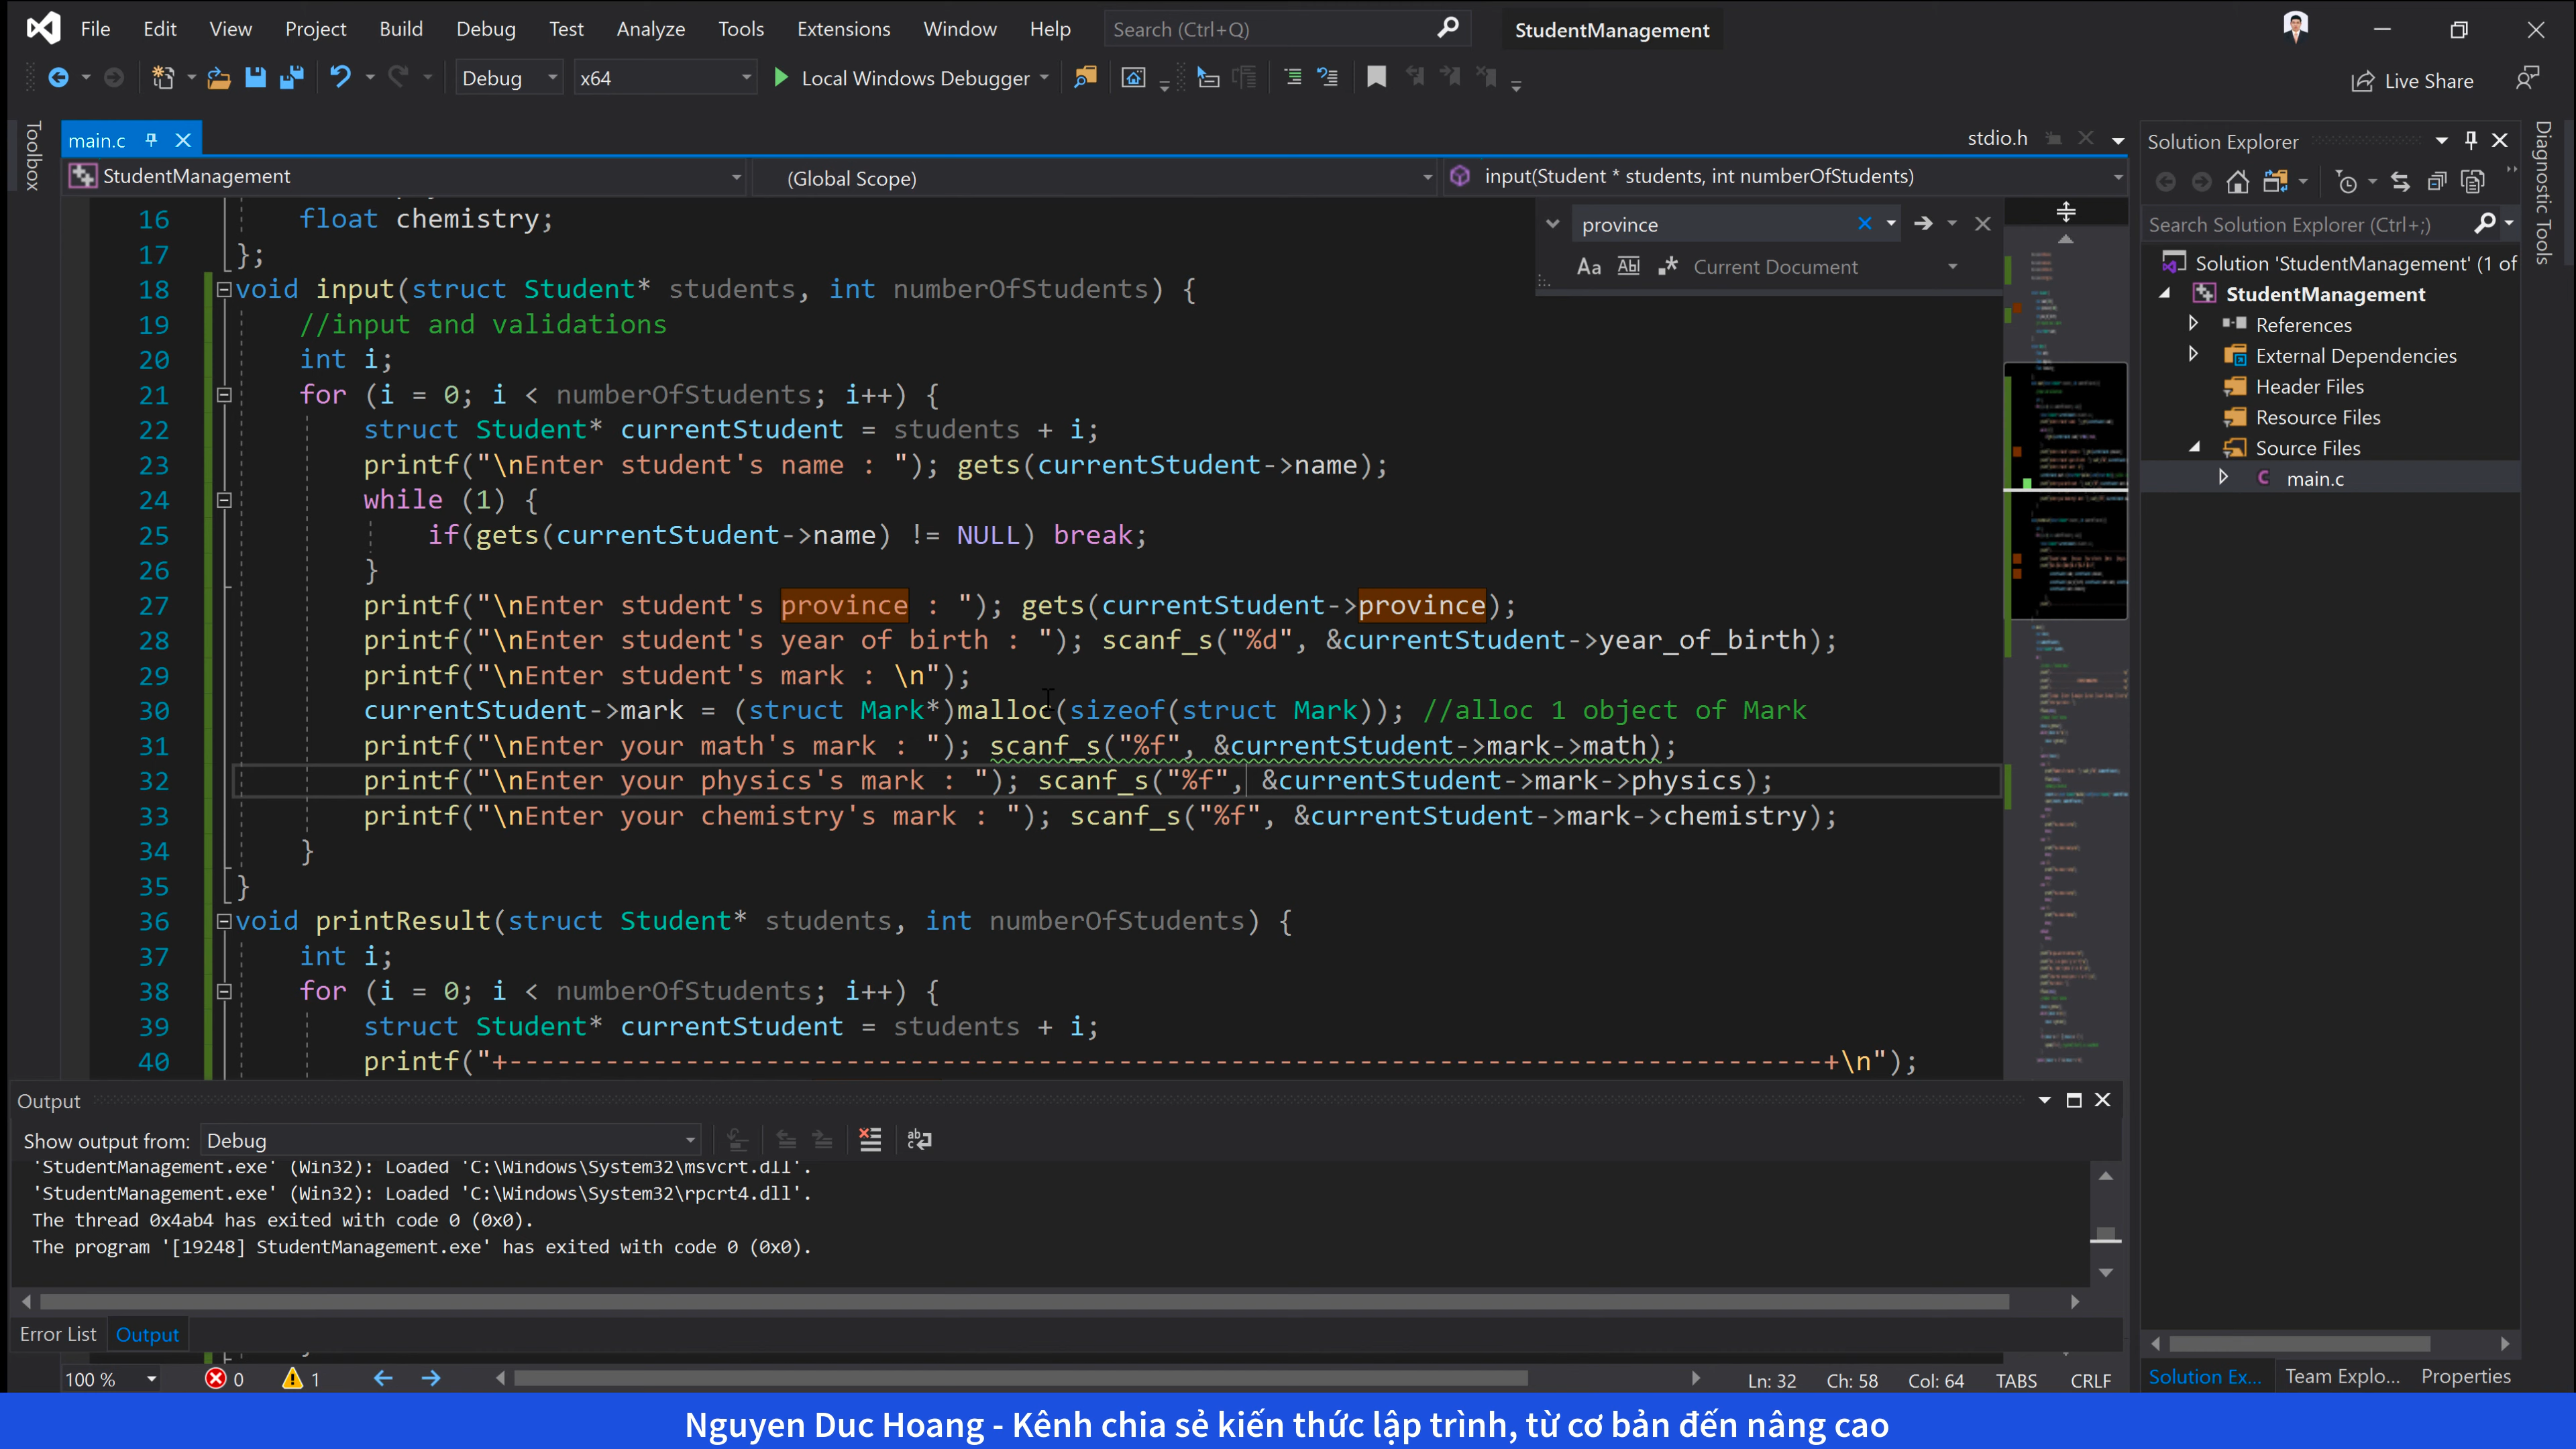 File Edit View Project Build Debug Test Analyze Tools Extensions Window Help Search (Ctrl+Q) StudentManagement
Debug x64 Local Windows Debugger Live Share
Toolbox
main.c stdio.h
StudentManagement (Global Scope) input(Student * students, int numberOfStudents)
province
Aa Abl .* Current Document
16 float chemistry;
17 };
18 void input(struct Student* students, int numberOfStudents) {
19 //input and validations
20 int i;
21 for (i = 0; i < numberOfStudents; i++) {
22 struct Student* currentStudent = students + i;
23 printf("\nEnter student's name : "); gets(currentStudent->name);
24 while (1) {
25 if(gets(currentStudent->name) != NULL) break;
26 }
27 printf("\nEnter student's province : "); gets(currentStudent->province);
28 printf("\nEnter student's year of birth : "); scanf_s("%d", &currentStudent->year_of_birth);
29 printf("\nEnter student's mark : \n");
30 currentStudent->mark = (struct Mark*)malloc(sizeof(struct Mark)); //alloc 1 object of Mark
31 printf("\nEnter your math's mark : "); scanf_s("%f", &currentStudent->mark->math);
32 printf("\nEnter your physics's mark : "); scanf_s("%f", &currentStudent->mark->physics);
33 printf("\nEnter your chemistry's mark : "); scanf_s("%f", &currentStudent->mark->chemistry);
34 }
35 }
36 void printResult(struct Student* students, int numberOfStudents) {
37 int i;
38 for (i = 0; i < numberOfStudents; i++) {
39 struct Student* currentStudent = students + i;
40 printf("+----------------------------------------------------------------------------------+\n");
Solution Explorer
Search Solution Explorer (Ctrl+;)
Solution 'StudentManagement' (1 of
StudentManagement
References
External Dependencies
Header Files
Resource Files
Source Files
main.c
Diagnostic Tools
Output
Show output from: Debug
'StudentManagement.exe' (Win32): Loaded 'C:\Windows\System32\msvcrt.dll'.
'StudentManagement.exe' (Win32): Loaded 'C:\Windows\System32\rpcrt4.dll'.
The thread 0x4ab4 has exited with code 0 (0x0).
The program '[19248] StudentManagement.exe' has exited with code 0 (0x0).
Error List Output
100 % 0 1 Ln: 32 Ch: 58 Col: 64 TABS CRLF
Solution Ex... Team Explo... Properties
Nguyen Duc Hoang - Kênh chia sẻ kiến thức lập trình, từ cơ bản đến nâng cao